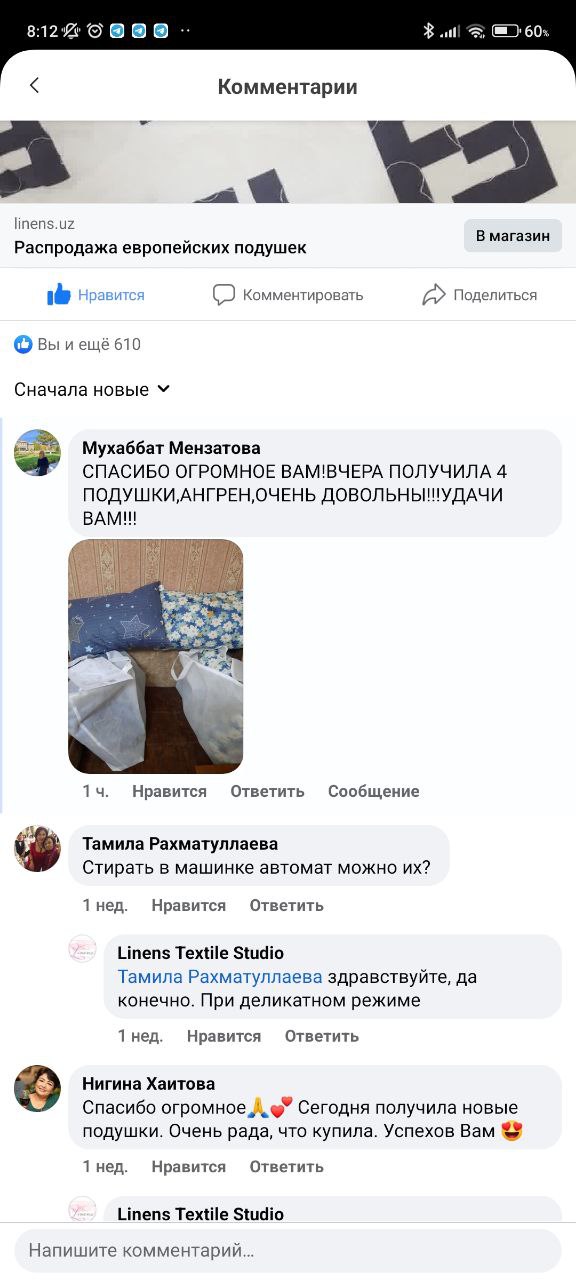 8:12
60%
Комментарии
linens.uz
Распродажа европейских подушек
В магазин
Нравится
Комментировать
Поделиться
Вы и ещё 610
Сначала новые
Мухаббат Мензатова
СПАСИБО ОГРОМНОЕ ВАМ!ВЧЕРА ПОЛУЧИЛА 4
ПОДУШКИ,АНГРЕН,ОЧЕНЬ ДОВОЛЬНЫ!!!УДАЧИ
ВАМ!!!
1 ч. Нравится Ответить Сообщение
Тамила Рахматуллаева
Стирать в машинке автомат можно их?
1 нед. Нравится Ответить
Linens Textile Studio
Тамила Рахматуллаева здравствуйте, да
конечно. При деликатном режиме
1 нед. Нравится Ответить
Нигина Хаитова
Спасибо огромное🙏💕 Сегодня получила новые
подушки. Очень рада, что купила. Успехов Вам 😍
1 нед. Нравится Ответить
Linens Textile Studio
Напишите комментарий...